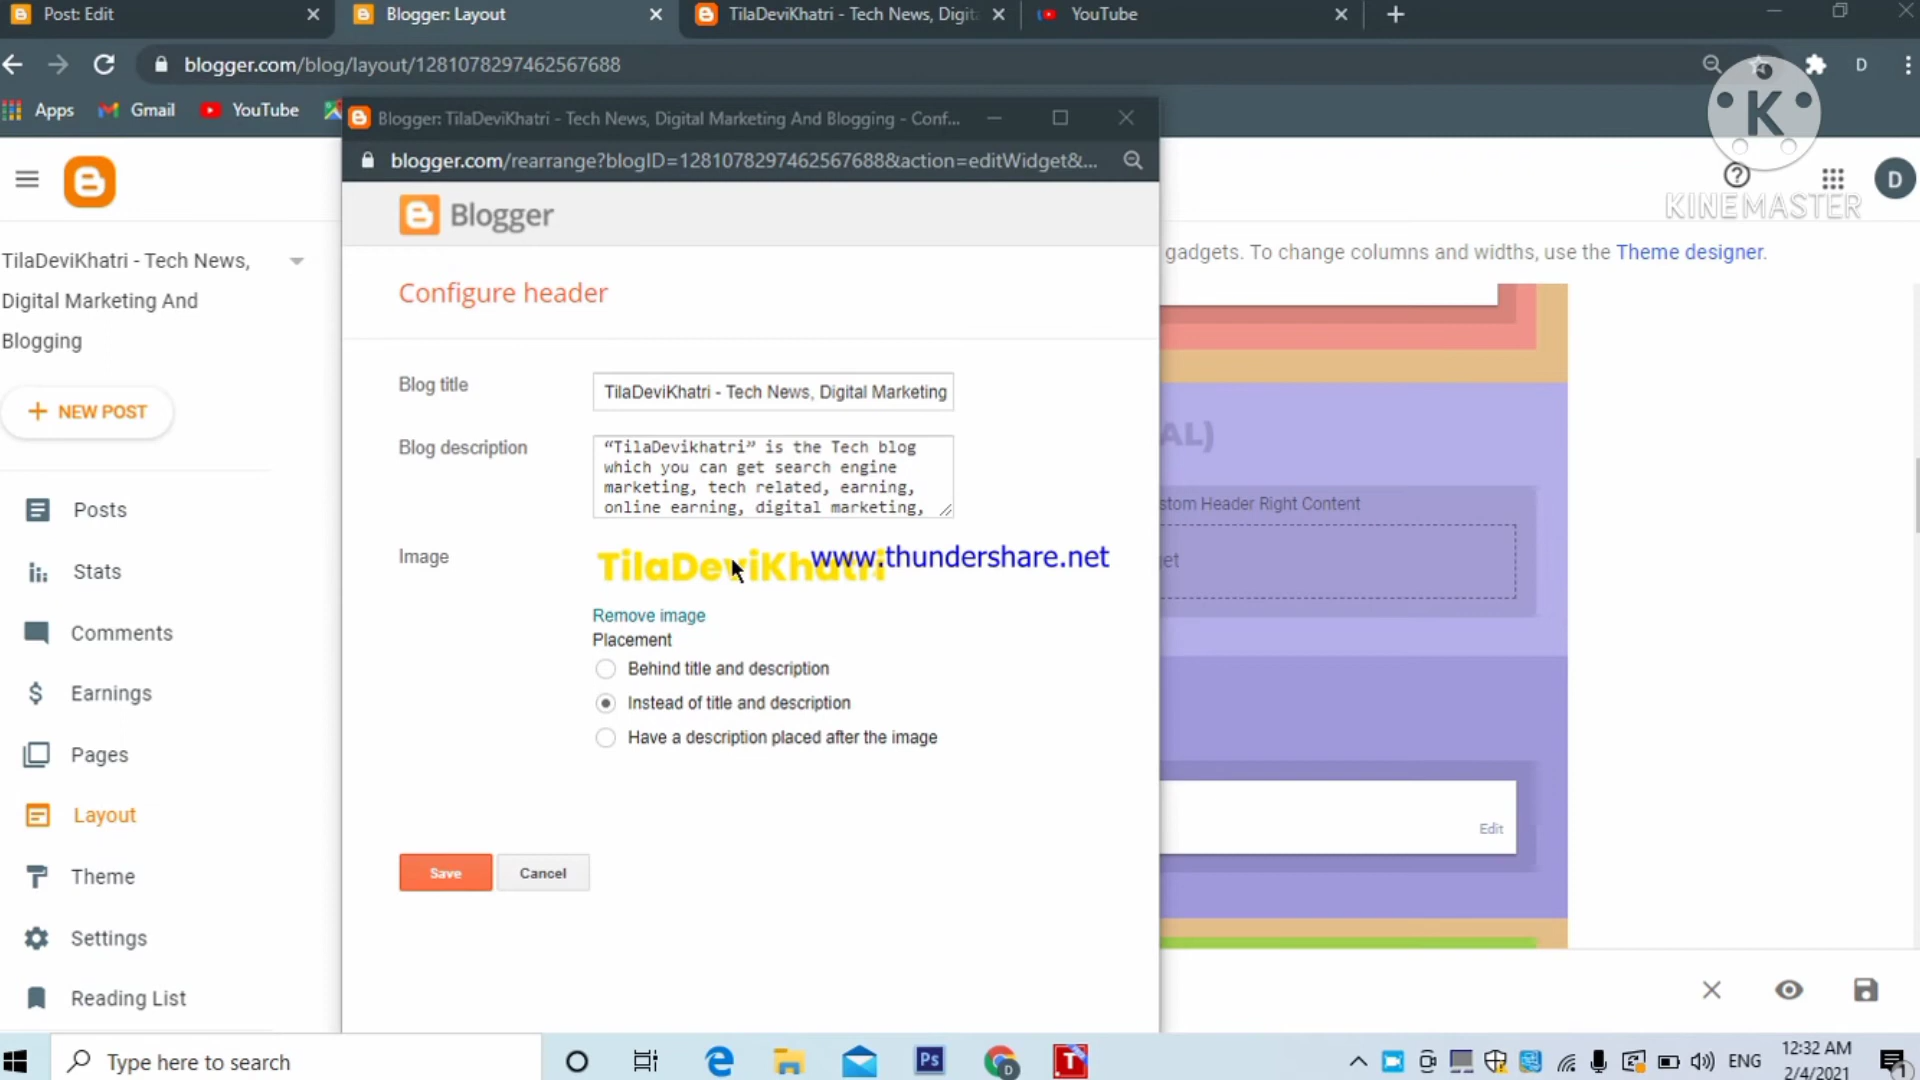 Post: Edit
Blogger: Layout
TilaDeviKhatri - Tech News, Digit
YouTube
blogger.com/blog/layout/1281078297462567688
D
Apps
Gmail
YouTube
Blogger: TilaDeviKhatri - Tech News, Digital Marketing And Blogging - Conf...
blogger.com/rearrange?blogID=1281078297462567688&action=editWidget&...
K
KINEMASTER
D
Blogger
gadgets. To change columns and widths, use the Theme designer.
TilaDeviKhatri - Tech News,
Digital Marketing And
Blogging
NEW POST
Posts
Stats
Comments
Earnings
Pages
Layout
Theme
Settings
Reading List
Configure header
Blog title
TilaDeviKhatri - Tech News, Digital Marketing
Blog description
“TilaDevikhatri” is the Tech blog
which you can get search engine
marketing, tech related, earning,
online earning, digital marketing,
Image
TilaDeviKhatri
www.thundershare.net
Remove image
Placement
Behind title and description
Instead of title and description
Have a description placed after the image
Save
Cancel
AL)
stom Header Right Content
get
Edit
Type here to search
Ps
D
T
ENG
12:32 AM
2/4/2021
1